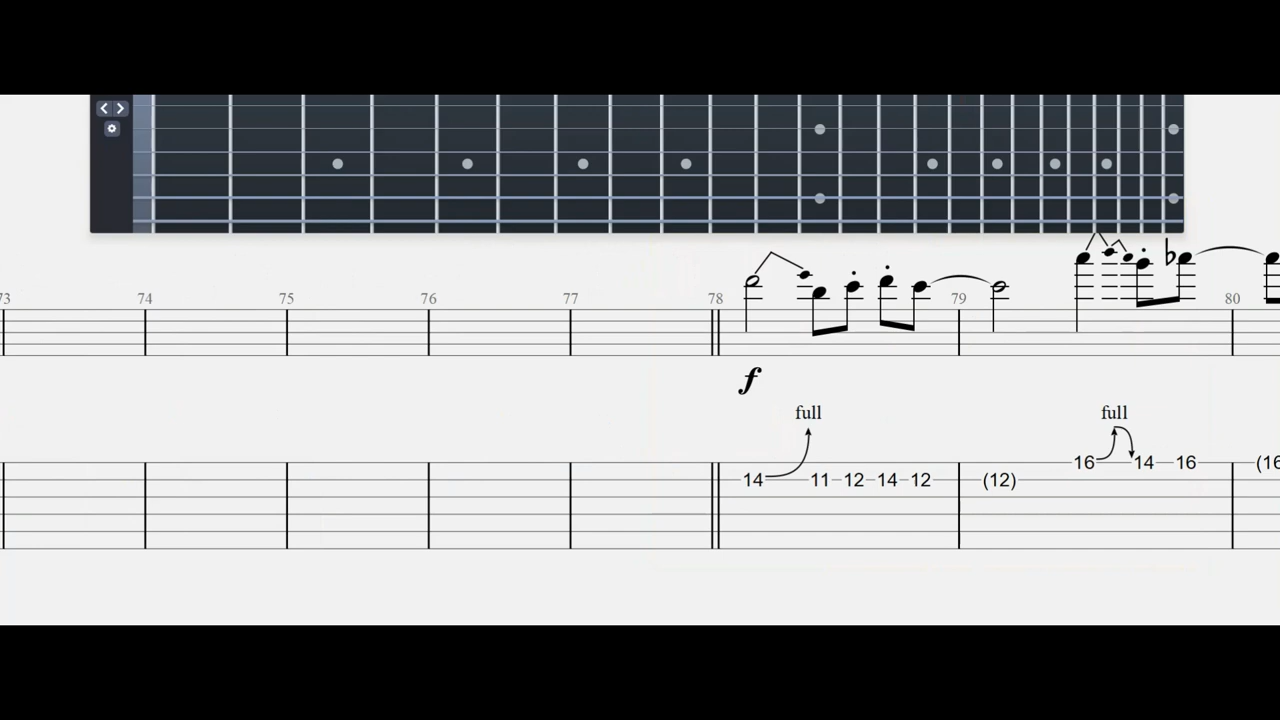 73 74 75 76 77 78 79 80
f
full full
16 14 16 (16
14 11 12 14 12 (12)